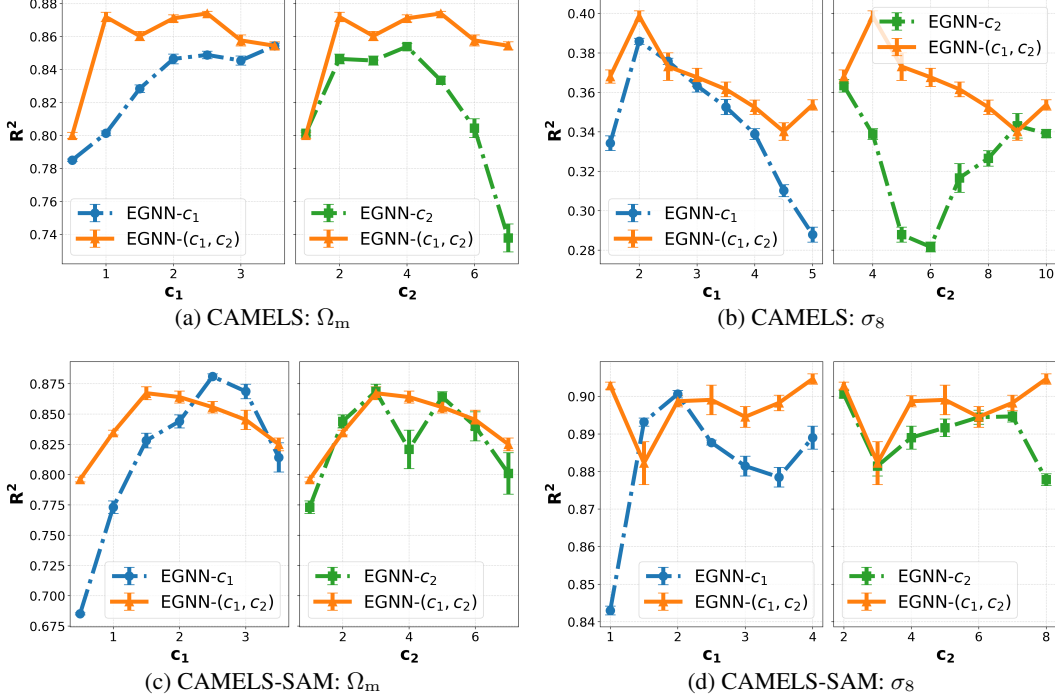 0.88
0.86
0.84
0.82
0.80
0.78
0.76
0.74
R²
EGNN-c₁
EGNN-(c₁, c₂)
1 2 3
c₁
EGNN-c₂
EGNN-(c₁, c₂)
2 4 6
c₂
(a) CAMELS: Ωₘ
0.40
0.38
0.36
0.34
0.32
0.30
0.28
R²
EGNN-c₁
EGNN-(c₁, c₂)
2 3 4 5
c₁
EGNN-c₂
EGNN-(c₁, c₂)
4 6 8 10
c₂
(b) CAMELS: σ₈
0.875
0.850
0.825
0.800
0.775
0.750
0.725
0.700
0.675
R²
EGNN-c₁
EGNN-(c₁, c₂)
1 2 3
c₁
EGNN-c₂
EGNN-(c₁, c₂)
2 4 6
c₂
(c) CAMELS-SAM: Ωₘ
0.90
0.89
0.88
0.87
0.86
0.85
0.84
R²
EGNN-c₁
EGNN-(c₁, c₂)
1 2 3 4
c₁
EGNN-c₂
EGNN-(c₁, c₂)
2 4 6 8
c₂
(d) CAMELS-SAM: σ₈